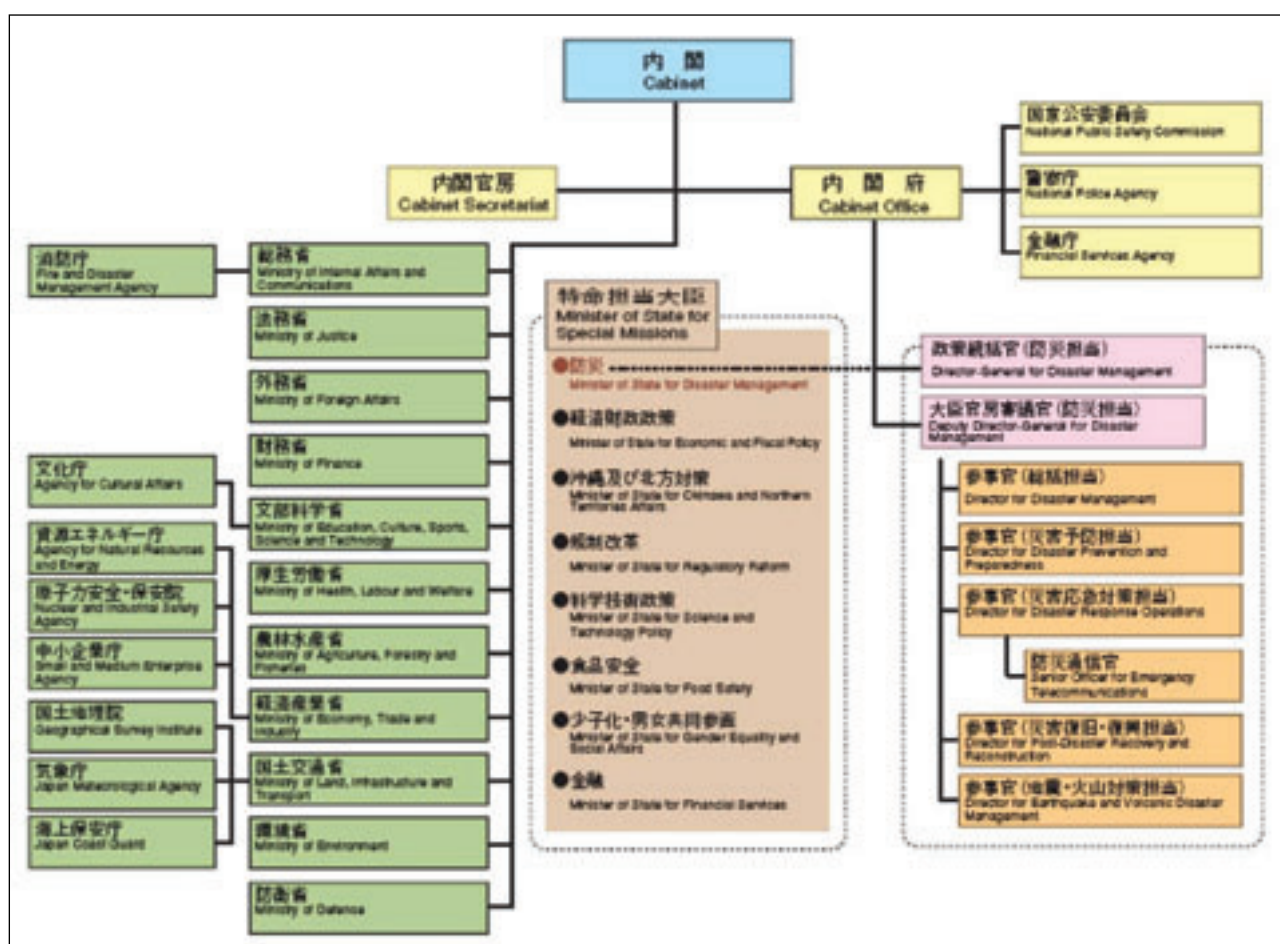 内閣
Cabinet
内閣官房
Cabinet Secretariat
内閣府
Cabinet Office
国家公安委員会
National Public Safety Commission
警察庁
National Police Agency
金融庁
Financial Services Agency
消防庁
Fire and Disaster
Management Agency
総務省
Ministry of Internal Affairs and
Communications
法務省
Ministry of Justice
外務省
Ministry of Foreign Affairs
財務省
Ministry of Finance
文化庁
Agency for Cultural Affairs
文部科学省
Ministry of Education, Culture, Sports,
Science and Technology
資源エネルギー庁
Agency for Natural Resources
and Energy
厚生労働省
Ministry of Health, Labour and Welfare
原子力安全・保安院
Nuclear and Industrial Safety
Agency
農林水産省
Ministry of Agriculture, Forestry and
Fisheries
中小企業庁
Small and Medium Enterprise
Agency
経済産業省
Ministry of Economy, Trade and
Industry
国土地理院
Geographical Survey Institute
国土交通省
Ministry of Land, Infrastructure and
Transport
気象庁
Japan Meteorological Agency
環境省
Ministry of Environment
海上保安庁
Japan Coast Guard
防衛省
Ministry of Defense
特命担当大臣
Minister of State for
Special Missions
●防災
Minister of State for Disaster Management
●経済財政政策
Minister of State for Economic and Fiscal Policy
●沖縄及び北方対策
Minister of State for Okinawa and Northern
Territories Affairs
●規制改革
Minister of State for Regulatory Reform
●科学技術政策
Minister of State for Science and
Technology Policy
●食品安全
Minister of State for Food Safety
●少子化・男女共同参画
Minister of State for Gender Equality and
Social Affairs
●金融
Minister of State for Financial Services
政策統括官(防災担当)
Director-General for Disaster Management
大臣官房審議官(防災担当)
Deputy Director-General for Disaster
Management
参事官(総括担当)
Director for Disaster Management
参事官(災害予防担当)
Director for Disaster Prevention and
Preparedness
参事官(災害応急対策担当)
Director for Disaster Response Operations
防災通信官
Senior Officer for Emergency
Telecommunications
参事官(災害復旧・復興担当)
Director for Post-Disaster Recovery and
Reconstruction
参事官(地震・火山対策担当)
Director for Earthquake and Volcanic Disaster
Management